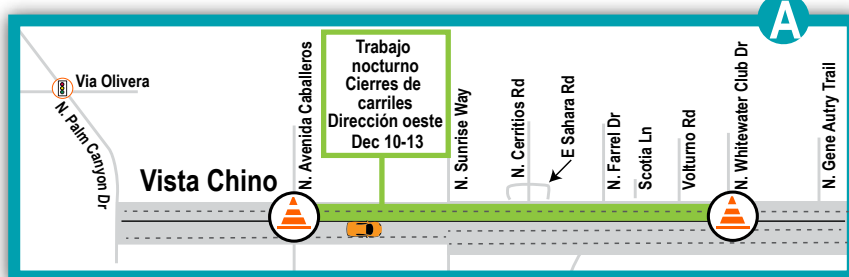 A
Via Olivera
N. Palm Canyon Dr
Vista Chino
N. Avenida Caballeros
Trabajo
nocturno
Cierres de
carriles
Dirección oeste
Dec 10-13
N. Sunrise Way
N. Cerritios Rd
E Sahara Rd
N. Farrel Dr
Scotia Ln
Volturno Rd
N. Whitewater Club Dr
N. Gene Autry Trail